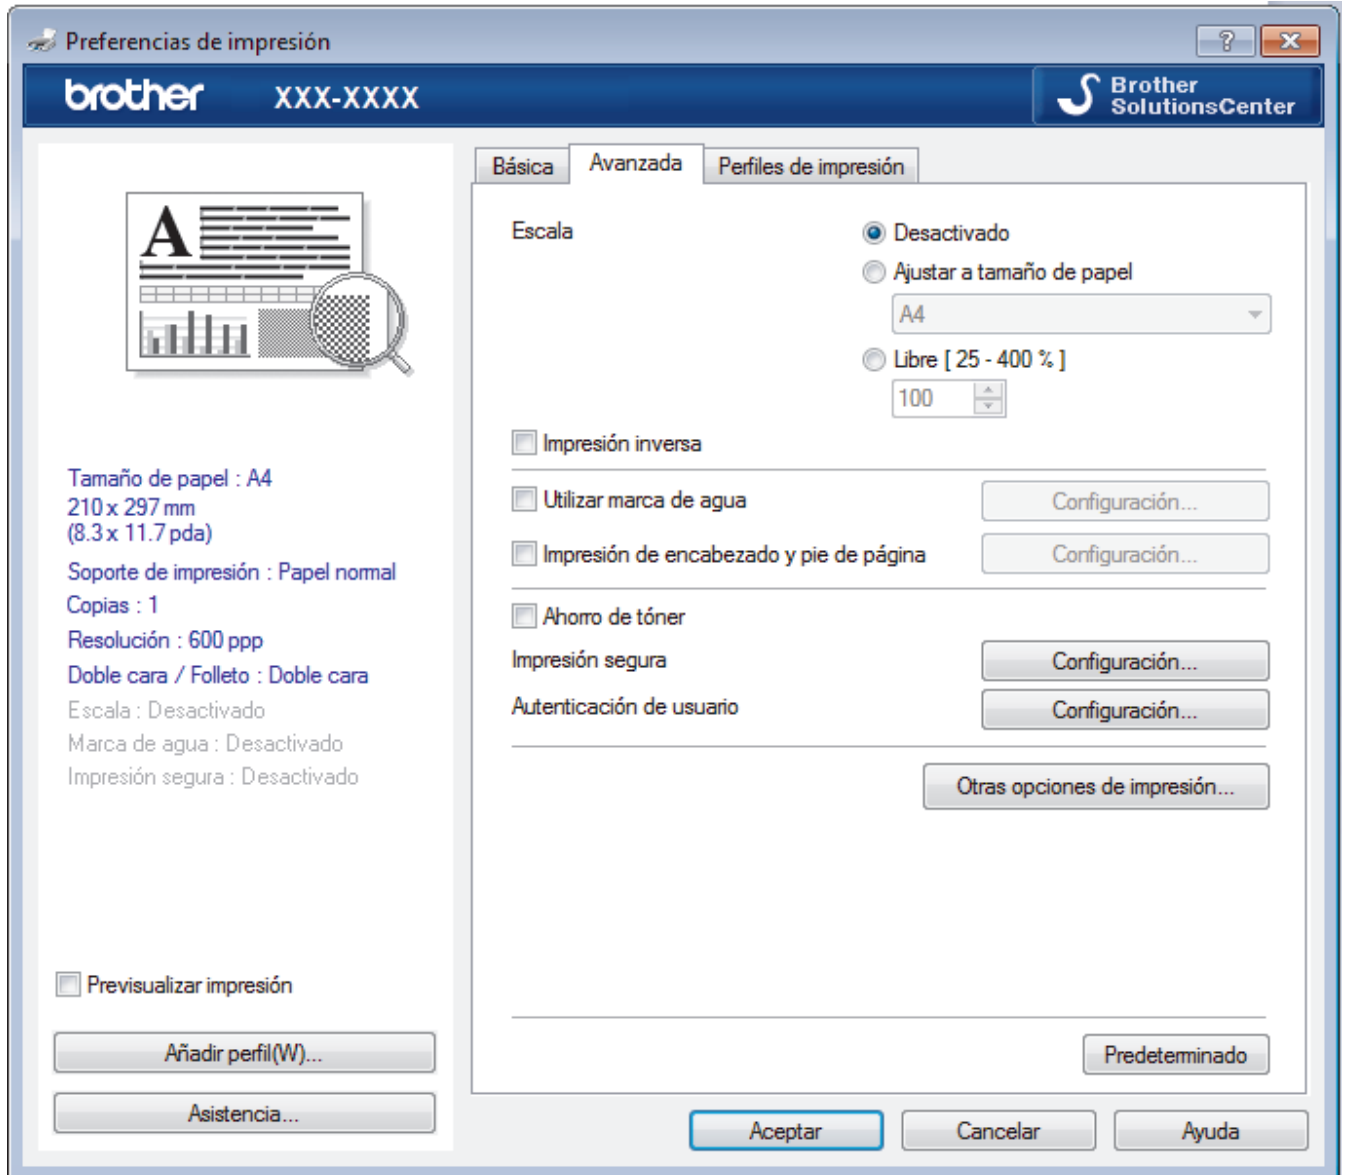 Preferencias de impresión
brother XXX-XXXX
Brother
SolutionsCenter
A
Tamaño de papel : A4
210 x 297 mm
(8.3 x 11.7 pda)
Soporte de impresión : Papel normal
Copias : 1
Resolución : 600 ppp
Doble cara / Folleto : Doble cara
Escala : Desactivado
Marca de agua : Desactivado
Impresión segura : Desactivado
Previsualizar impresión
Añadir perfil(W)...
Asistencia...
Básica Avanzada Perfiles de impresión
Escala Desactivado
Ajustar a tamaño de papel
A4
Libre [ 25 - 400 % ]
100
Impresión inversa
Utilizar marca de agua Configuración...
Impresión de encabezado y pie de página Configuración...
Ahorro de tóner
Impresión segura Configuración...
Autenticación de usuario Configuración...
Otras opciones de impresión...
Predeterminado
Aceptar Cancelar Ayuda